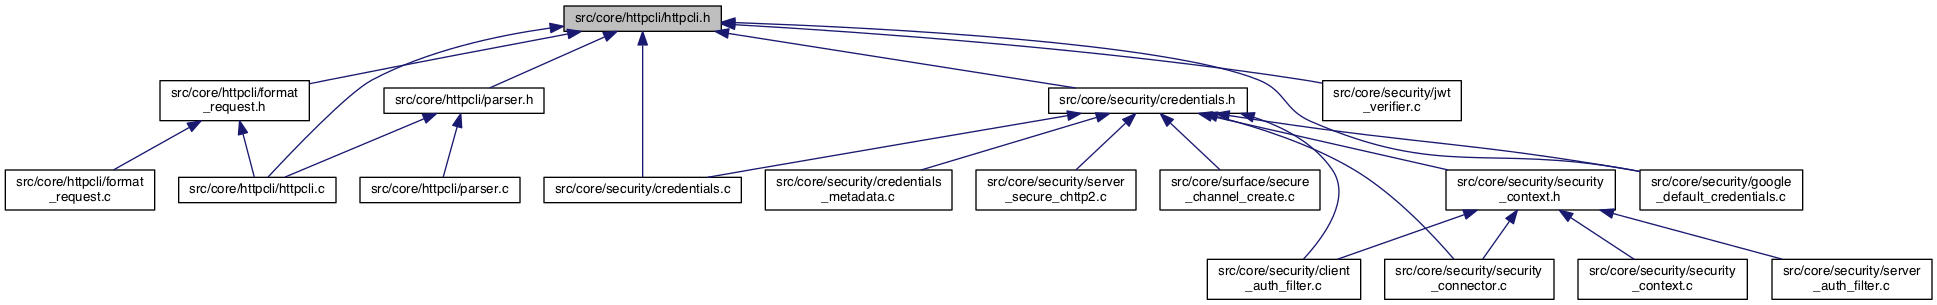 src/core/httpcli/httpcli.h
src/core/httpcli/format
_request.h
src/core/httpcli/parser.h
src/core/security/credentials.h
src/core/security/jwt
_verifier.c
src/core/httpcli/format
_request.c
src/core/httpcli/httpcli.c
src/core/httpcli/parser.c
src/core/security/credentials.c
src/core/security/credentials
_metadata.c
src/core/security/server
_secure_chttp2.c
src/core/surface/secure
_channel_create.c
src/core/security/security
_context.h
src/core/security/google
_default_credentials.c
src/core/security/client
_auth_filter.c
src/core/security/security
_connector.c
src/core/security/security
_context.c
src/core/security/server
_auth_filter.c